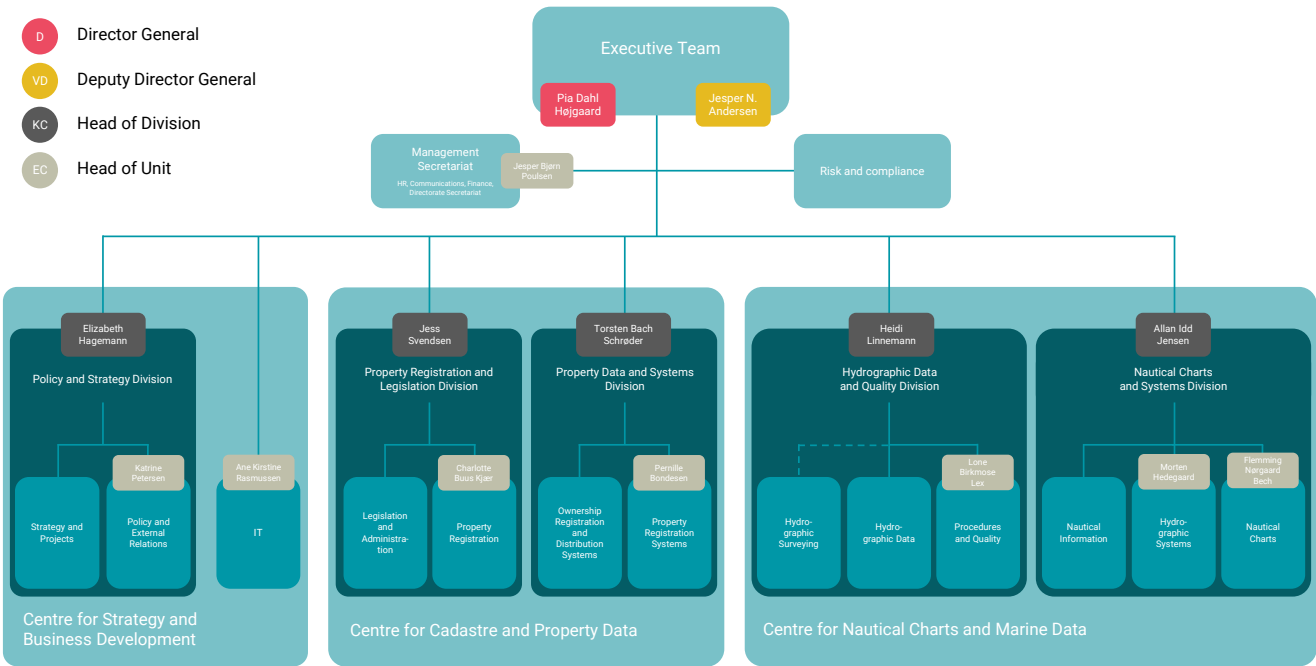 D
Director General
VD
Deputy Director General
KC
Head of Division
EC
Head of Unit
Executive Team
Pia Dahl
Højgaard
Jesper N.
Andersen
Management
Secretariat
HR, Communications, Finance,
Directorate Secretariat
Jesper Bjørn
Poulsen
Risk and compliance
Elizabeth
Hagemann
Policy and Strategy Division
Katrine
Petersen
Strategy and
Projects
Policy and
External
Relations
Ane Kirstine
Rasmussen
IT
Centre for Strategy and
Business Development
Jess
Svendsen
Property Registration and
Legislation Division
Charlotte
Buus Kjær
Legislation
and
Administra-
tion
Property
Registration
Torsten Bach
Schrøder
Property Data and Systems
Division
Pernille
Bondesen
Ownership
Registration
and
Distribution
Systems
Property
Registration
Systems
Centre for Cadastre and Property Data
Heidi
Linnemann
Hydrographic Data
and Quality Division
Lone
Birkmose
Lex
Hydro-
graphic
Surveying
Hydro-
graphic Data
Procedures
and Quality
Allan Idd
Jensen
Nautical Charts
and Systems Division
Morten
Hedegaard
Flemming
Nørgaard
Bech
Nautical
Information
Hydro-
graphic
Systems
Nautical
Charts
Centre for Nautical Charts and Marine Data